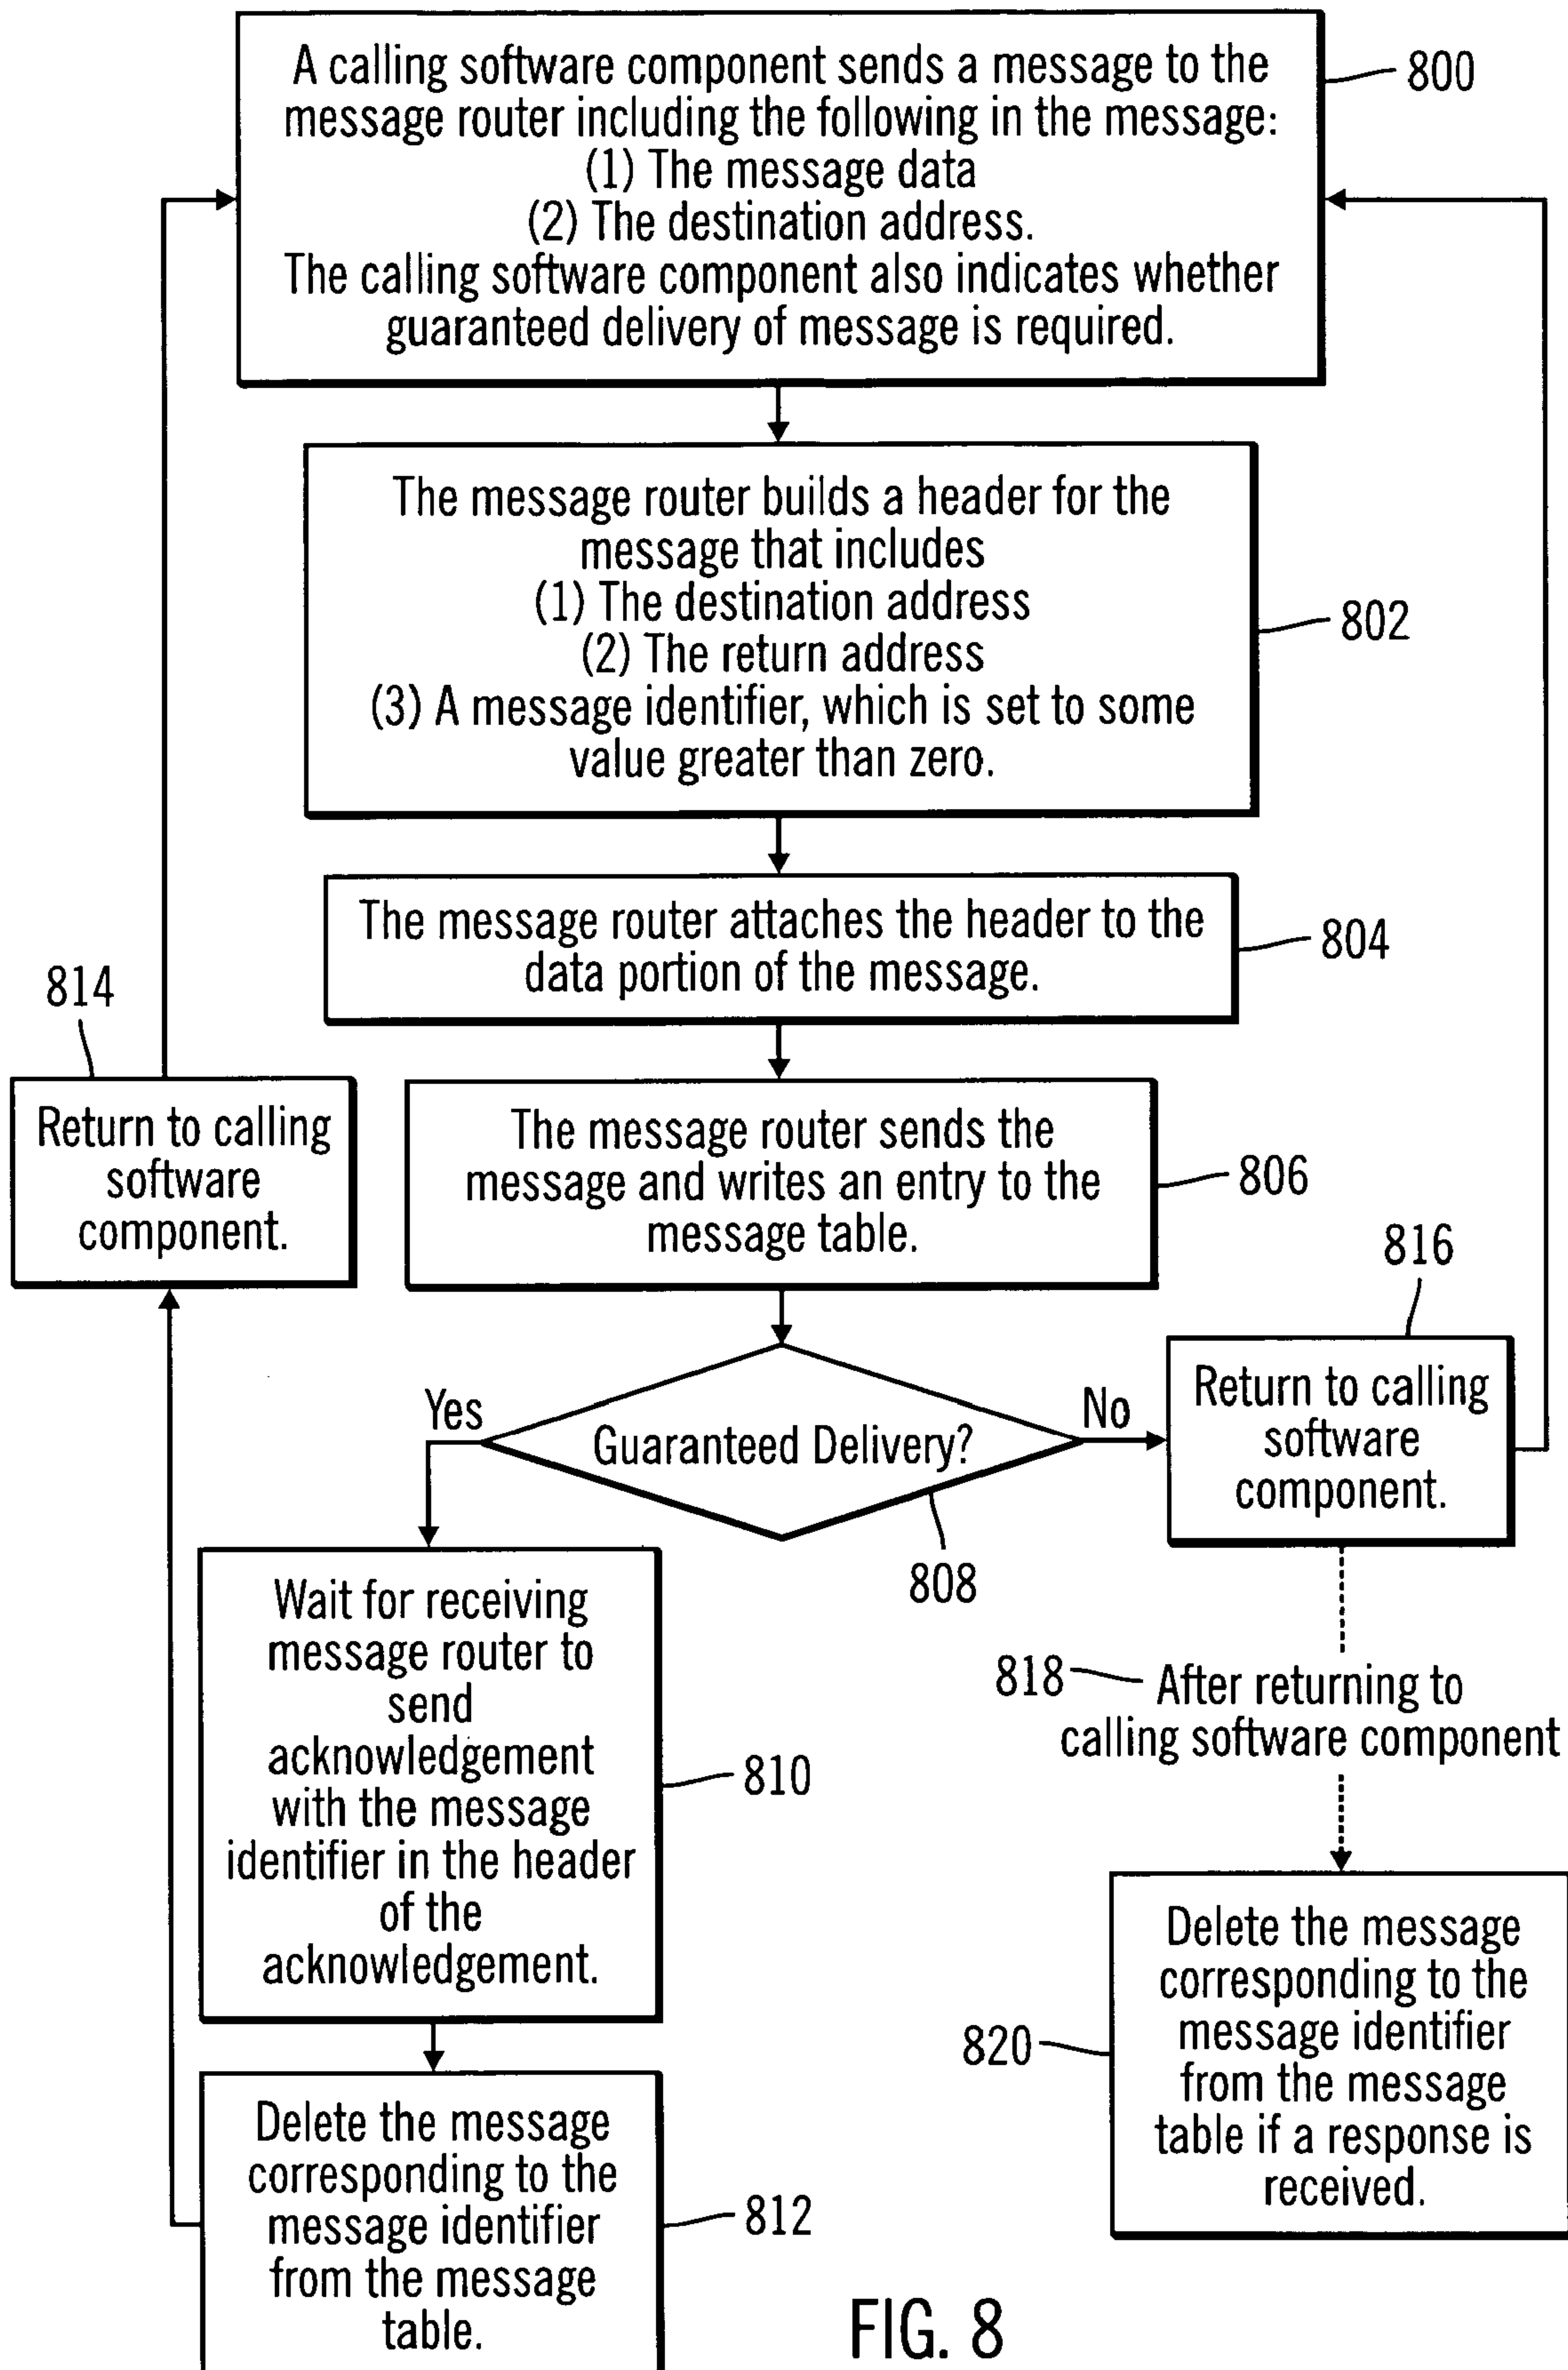 A calling software component sends a message to the
message router including the following in the message:
(1) The message data
(2) The destination address.
The calling software component also indicates whether
guaranteed delivery of message is required.
800
The message router builds a header for the
message that includes
(1) The destination address
(2) The return address
(3) A message identifier, which is set to some
value greater than zero.
802
The message router attaches the header to the
data portion of the message.
804
814
Return to calling
software
component.
The message router sends the
message and writes an entry to the
message table.
806
816
Return to calling
software
component.
Yes
Guaranteed Delivery?
No
808
Wait for receiving
message router to
send
acknowledgement
with the message
identifier in the header
of the
acknowledgement.
810
818
After returning to
calling software component
820
Delete the message
corresponding to the
message identifier
from the message
table if a response is
received.
Delete the message
corresponding to the
message identifier
from the message
table.
812
FIG. 8